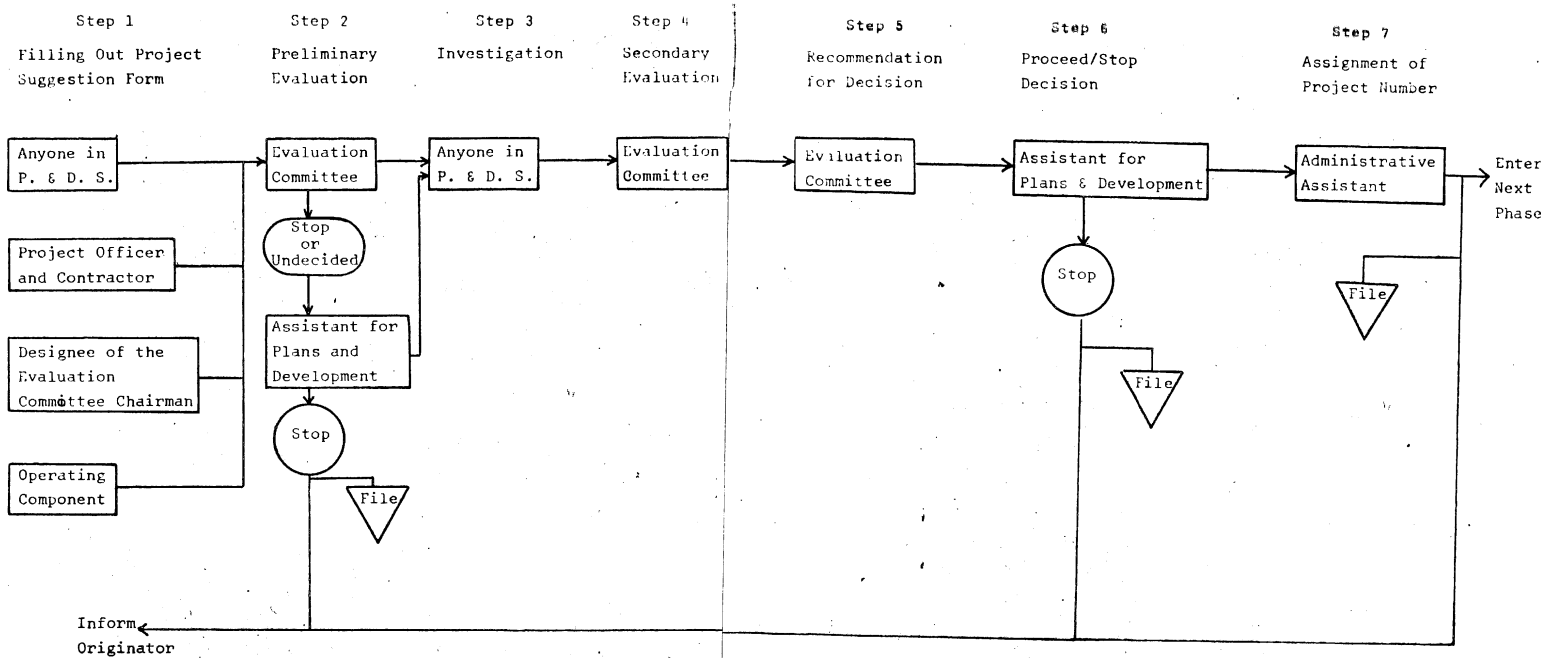 Step 1
Filling Out Project
Suggestion Form
Step 2
Preliminary
Evaluation
Step 3
Investigation
Step 4
Secondary
Evaluation
Step 5
Recommendation
for Decision
Step 6
Proceed/Stop
Decision
Step 7
Assignment of
Project Number
Anyone in
P. & D. S.
Project Officer
and Contractor
Designee of the
Evaluation
Committee Chairman
Operating
Component
Evaluation
Committee
Stop
or
Undecided
Assistant for
Plans and
Development
Stop
File
Anyone in
P. & D. S.
Evaluation
Committee
Evaluation
Committee
Assistant for
Plans & Development
Stop
File
Administrative
Assistant
File
Enter
Next
Phase
Inform
Originator